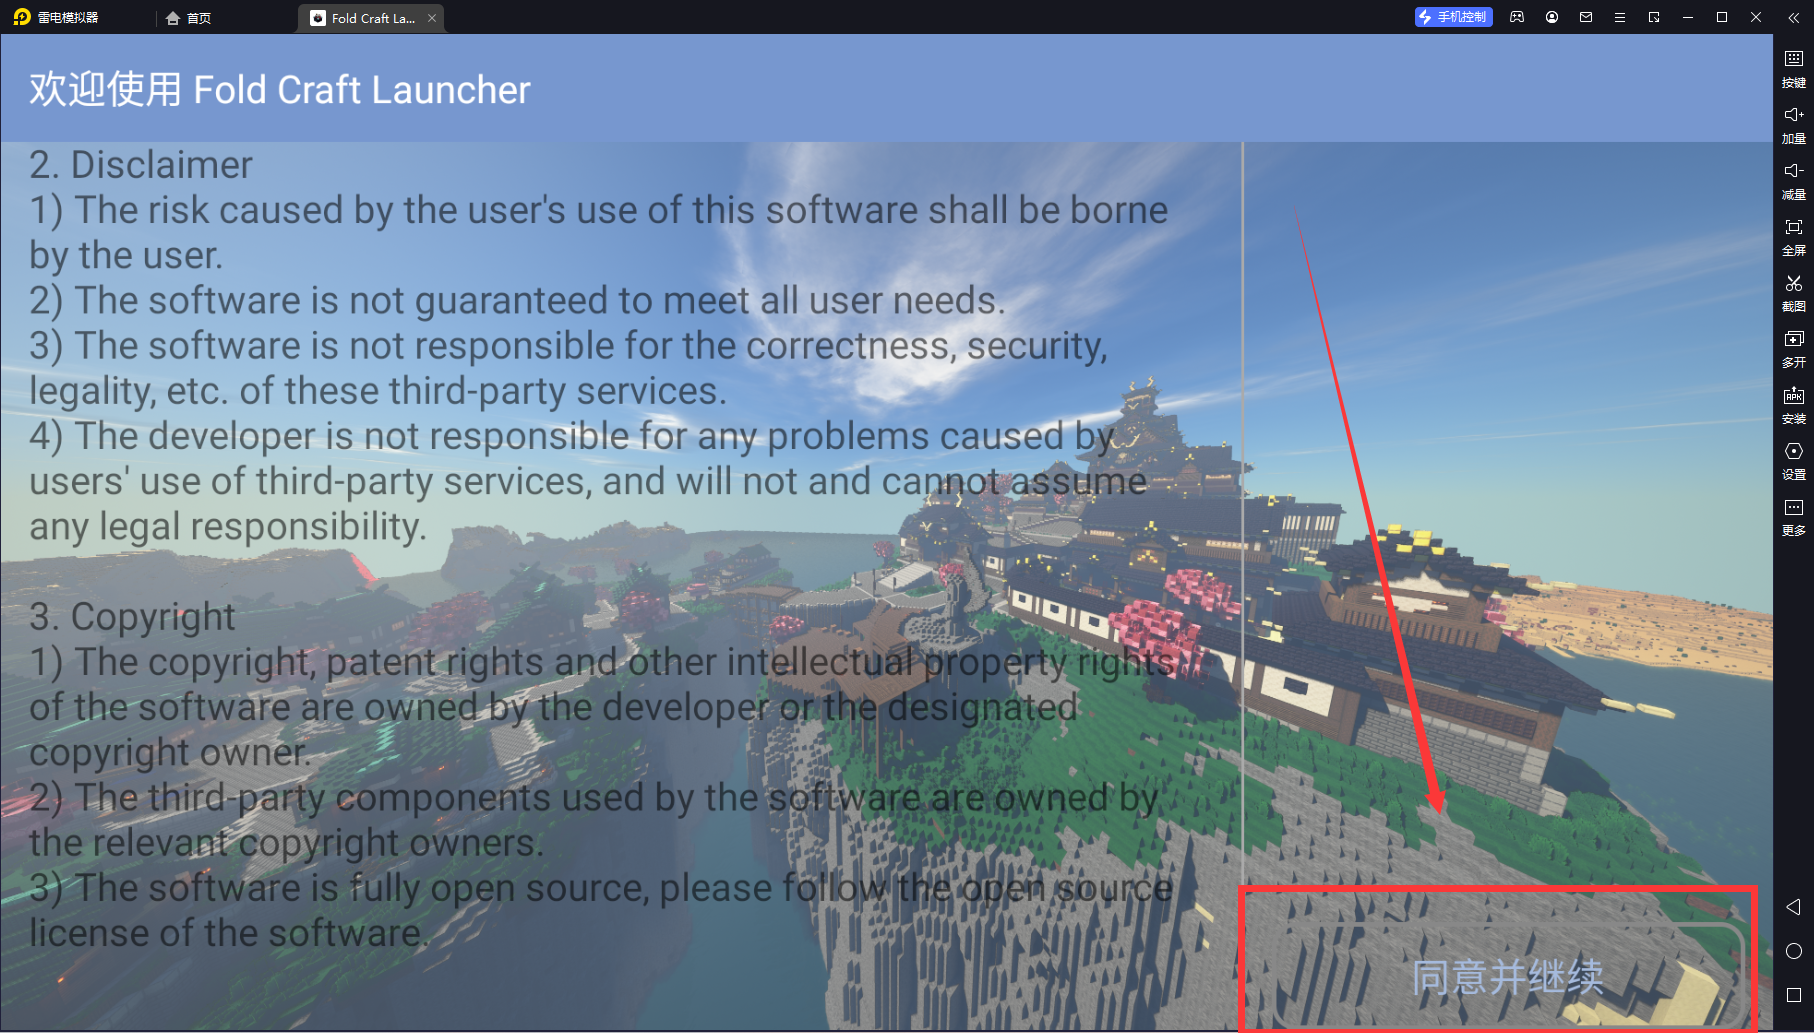 雷电模拟器
首页
Fold Craft La...
手机控制
欢迎使用 Fold Craft Launcher
2. Disclaimer
1) The risk caused by the user's use of this software shall be borne
by the user.
2) The software is not guaranteed to meet all user needs.
3) The software is not responsible for the correctness, security,
legality, etc. of these third-party services.
4) The developer is not responsible for any problems caused by
users' use of third-party services, and will not and cannot assume
any legal responsibility.
3. Copyright
1) The copyright, patent rights and other intellectual property rights
of the software are owned by the developer or the designated
copyright owner.
2) The third-party components used by the software are owned by
the relevant copyright owners.
3) The software is fully open source, please follow the open source
license of the software.
同意并继续
按键
加量
减量
全屏
截图
多开
APK
安装
设置
更多